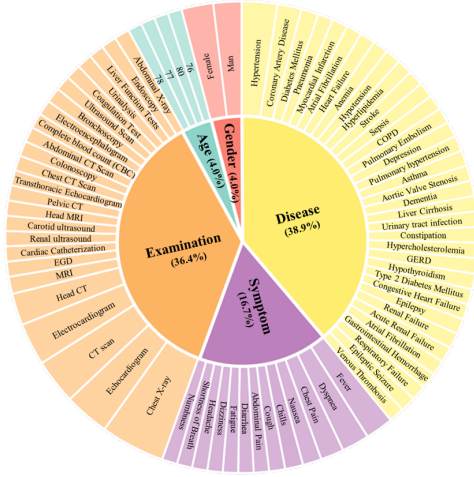 Disease
(38.9%)
Symptom
(16.7%)
Examination
(36.4%)
Age
(4.0%)
Gender
(4.0%)
Hypertension
Coronary Artery Disease
Diabetes Mellitus
Pneumonia
Myocardial Infarction
Atrial Fibrillation
Heart Failure
Anemia
Hypotension
Hyperlipidemia
Stroke
Sepsis
COPD
Pulmonary Embolism
Depression
Pulmonary hypertension
Asthma
Aortic Valve Stenosis
Dementia
Liver Cirrhosis
Urinary tract infection
Constipation
Hypercholesterolemia
GERD
Hypothyroidism
Type 2 Diabetes Mellitus
Congestive Heart Failure
Epilepsy
Renal Failure
Acute Renal Failure
Atrial Fibrillation
Gastrointestinal Hemorrhage
Respiratory Failure
Epileptic Seizure
Venous Thrombosis
Fever
Dyspnea
Chest Pain
Nausea
Chills
Cough
Abdominal Pain
Diarrhea
Fatigue
Dizziness
Headache
Shortness of Breath
Numbness
Chest X-ray
Echocardiogram
CT scan
Electrocardiogram
Head CT
MRI
EGD
Cardiac Catheterization
Renal ultrasound
Carotid ultrasound
Head MRI
Pelvic CT
Transthoracic Echocardiogram
Chest CT Scan
Colonoscopy
Abdominal CT Scan
Complete blood count (CBC)
Electroencephalogram
Bronchoscopy
Ultrasound Scan
Coagulation Test
Urinalysis
Liver Function Tests
Endoscopy
Abdominal X-ray
78
77
80
76
Female
Man